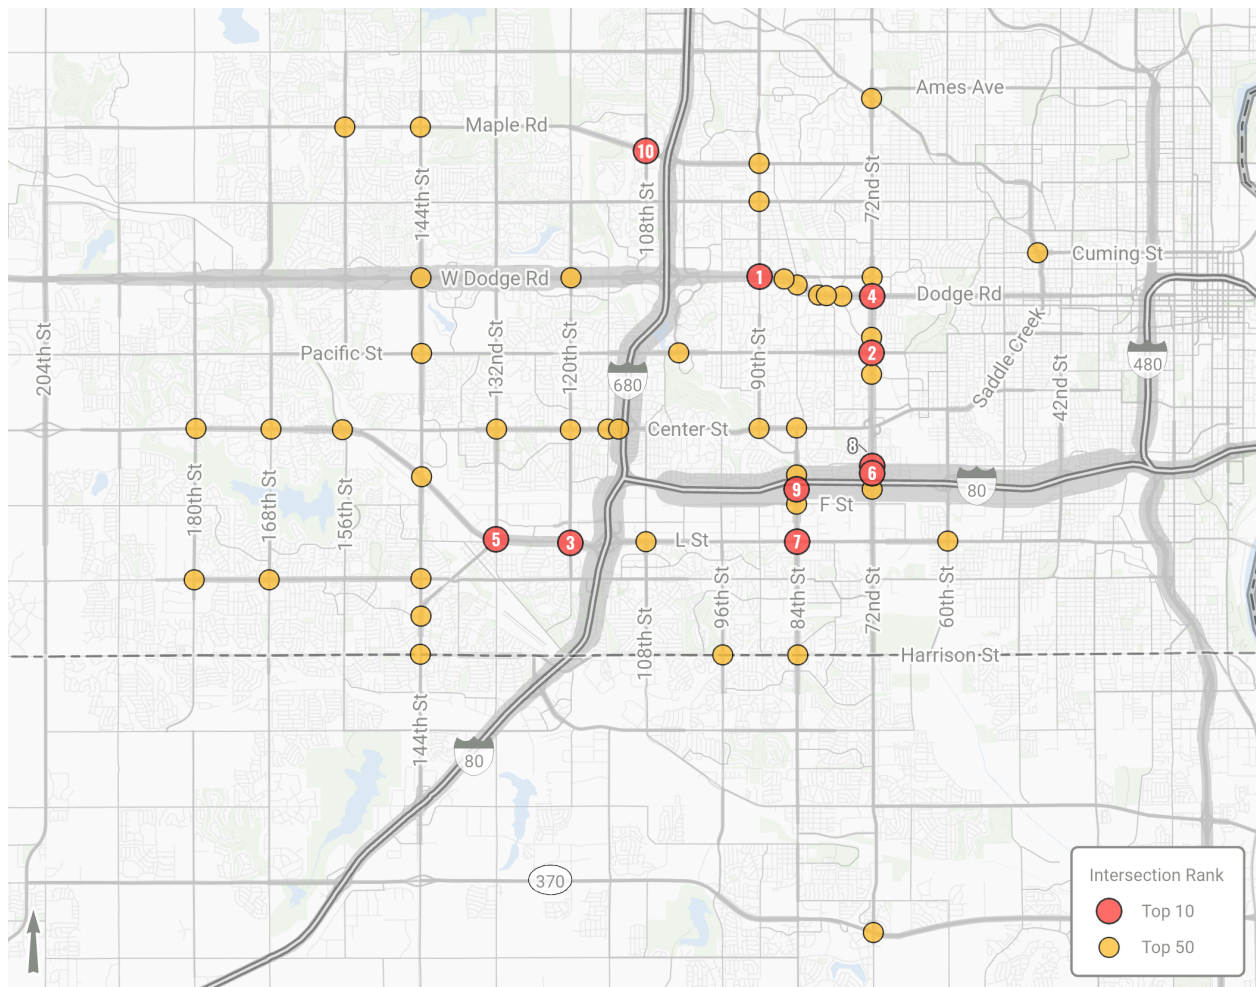 Ames Ave
Maple Rd
10
144th St
108th St
72nd St
Cuming St
W Dodge Rd
1
4
Dodge Rd
204th St
Pacific St
132nd St
120th St
90th St
2
Saddle Creek
42nd St
680
480
Center St
8
6
180th St
168th St
156th St
9
80
F St
5
3
L St
7
108th St
96th St
84th St
72nd St
60th St
Harrison St
144th St
80
370
Intersection Rank
Top 10
Top 50